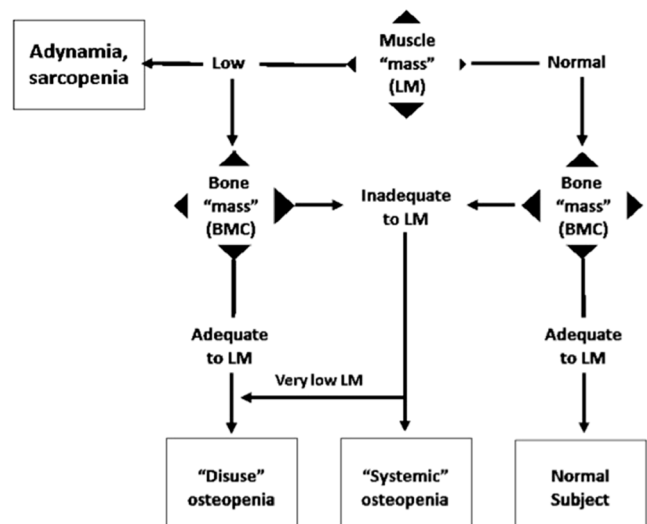 Adynamia,
sarcopenia
Low
Muscle
“mass”
(LM)
Normal
Bone
“mass”
(BMC)
Inadequate
to LM
Bone
“mass”
(BMC)
Adequate
to LM
Adequate
to LM
Very low LM
“Disuse”
osteopenia
“Systemic”
osteopenia
Normal
Subject